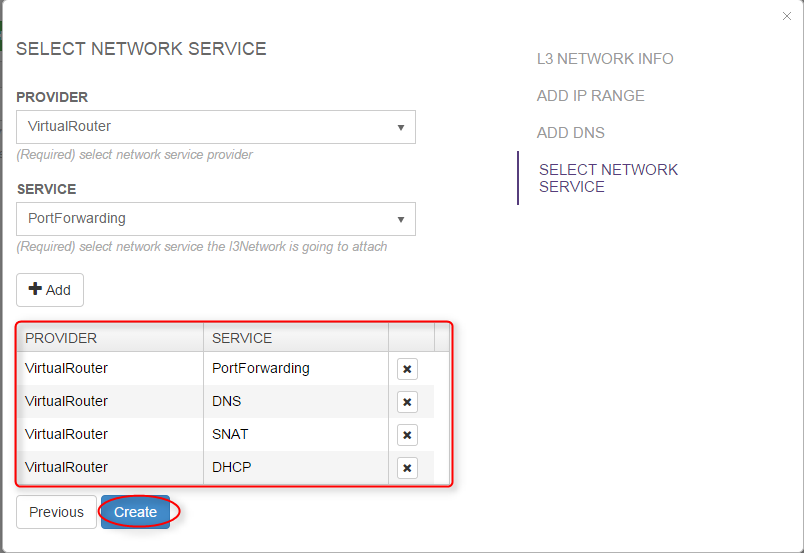 SELECT NETWORK SERVICE
PROVIDER
VirtualRouter
(Required) select network service provider
SERVICE
PortForwarding
(Required) select network service the l3Network is going to attach
Add
PROVIDER SERVICE
VirtualRouter PortForwarding
VirtualRouter DNS
VirtualRouter SNAT
VirtualRouter DHCP
Previous Create
L3 NETWORK INFO
ADD IP RANGE
ADD DNS
SELECT NETWORK
SERVICE